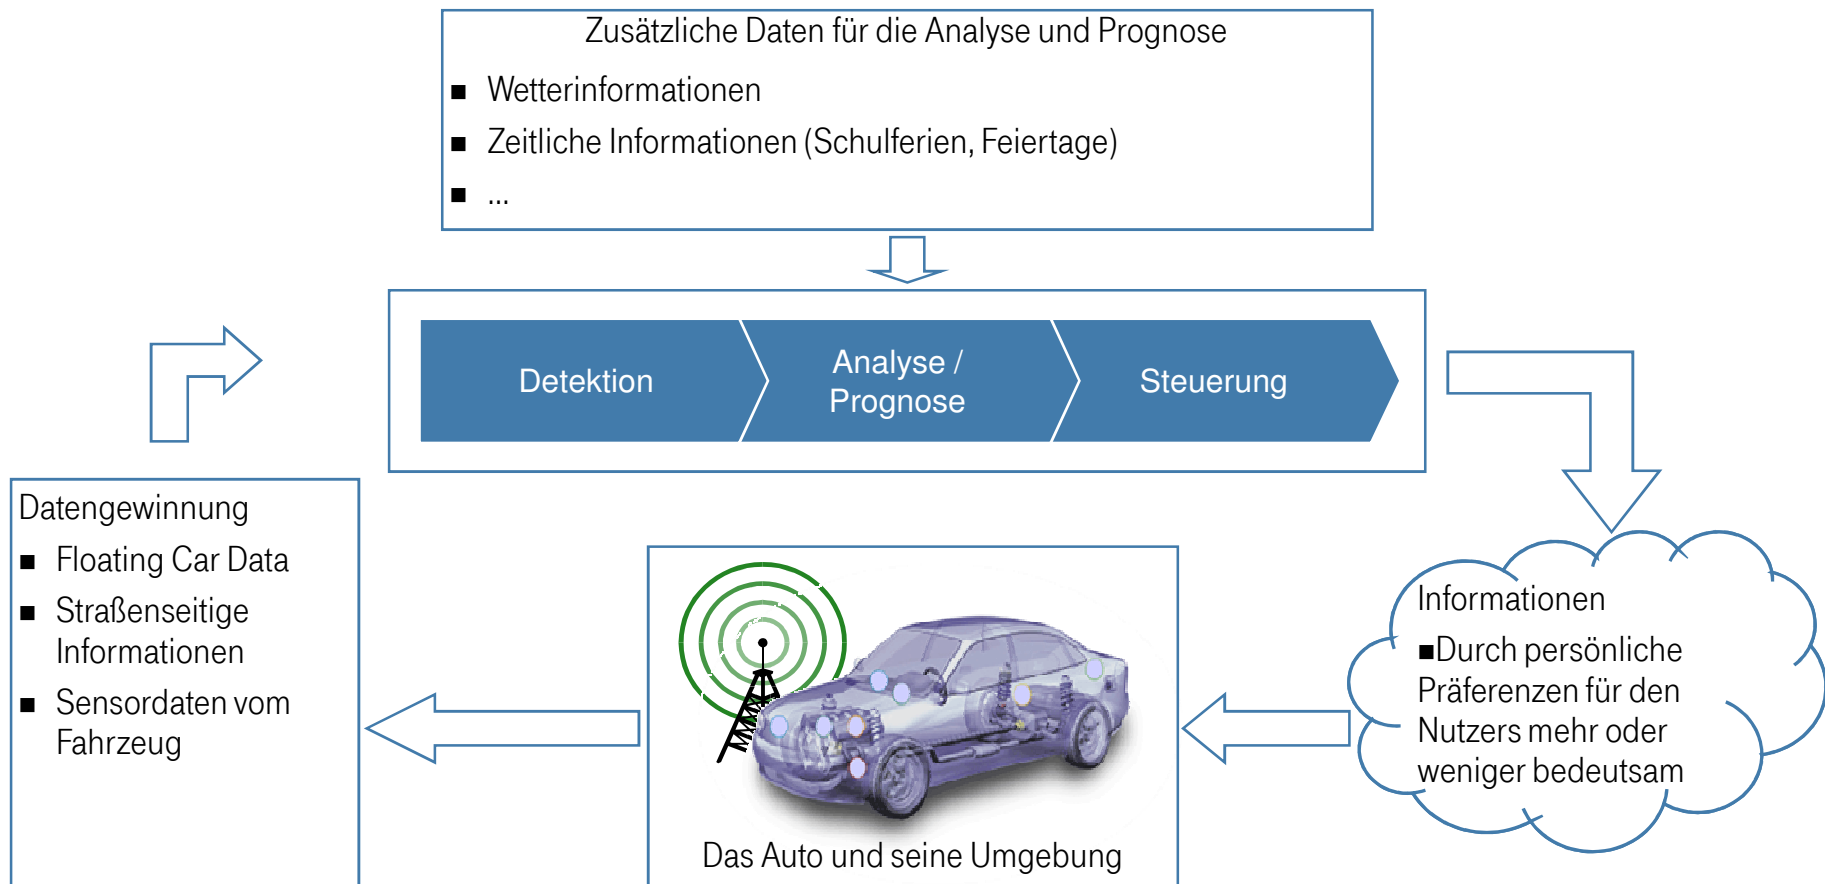 Zusätzliche Daten für die Analyse und Prognose
■ Wetterinformationen
■ Zeitliche Informationen (Schulferien, Feiertage)
■ ...
Detektion
Analyse /
Prognose
Steuerung
Datengewinnung
■ Floating Car Data
■ Straßenseitige
Informationen
■ Sensordaten vom
Fahrzeug
Das Auto und seine Umgebung
Informationen
■Durch persönliche
Präferenzen für den
Nutzers mehr oder
weniger bedeutsam